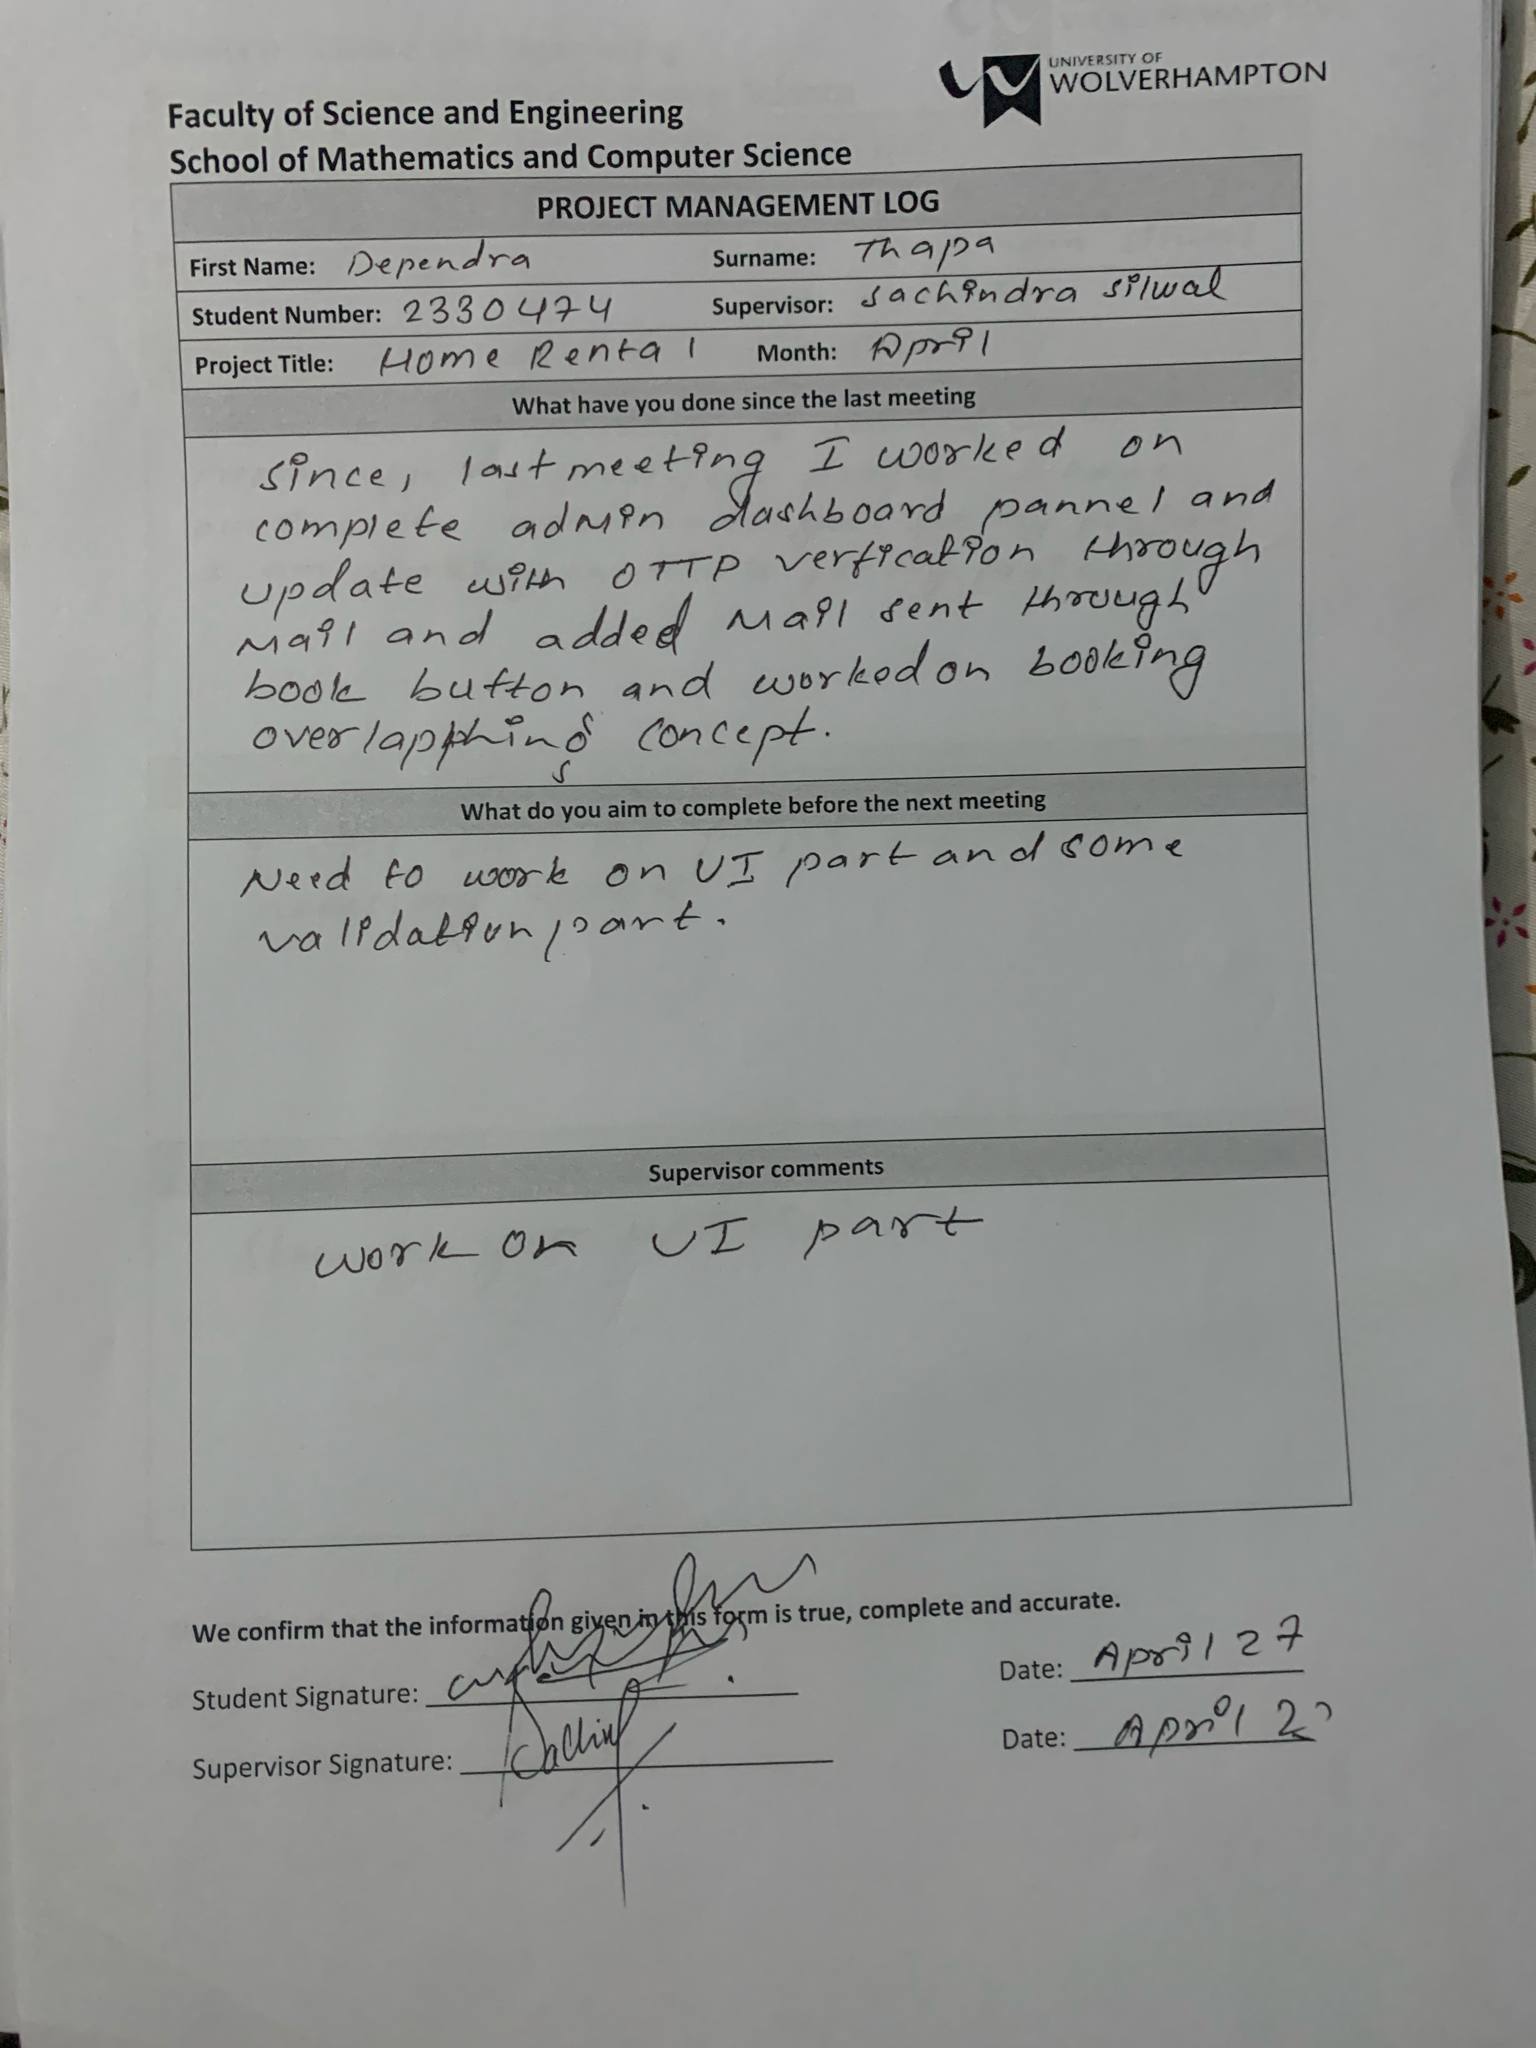 UNIVERSITY OF
WOLVERHAMPTON
Faculty of Science and Engineering
School of Mathematics and Computer Science
PROJECT MANAGEMENT LOG
First Name: Dependra Surname: Thapa
Student Number: 2330474 Supervisor: Sachindra Silwal
Project Title: Home Rental Month: April
What have you done since the last meeting
since, last meeting I worked on
complete admin dashboard pannel and
update with OTTP verfication through
Mail and added Mail sent through
book button and worked on booking
overlapphing concept.
What do you aim to complete before the next meeting
Need to work on UI part and some
validation part.
Supervisor comments
work on UI part
We confirm that the information given in this form is true, complete and accurate.
Student Signature: Date: April 27
Supervisor Signature: Date: April